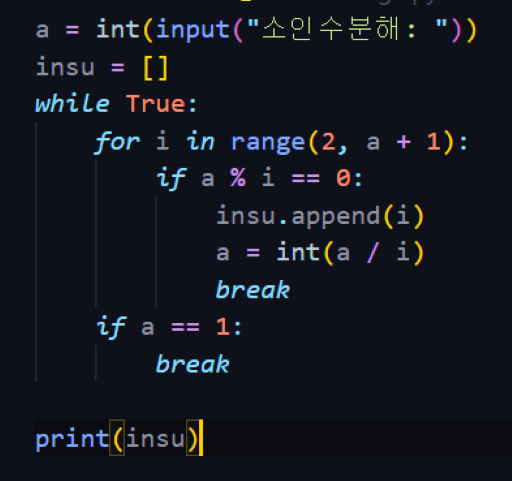 a = int(input("소인수분해: "))
insu = []
while True:
    for i in range(2, a + 1):
        if a % i == 0:
            insu.append(i)
            a = int(a / i)
            break
    if a == 1:
        break

print(insu)